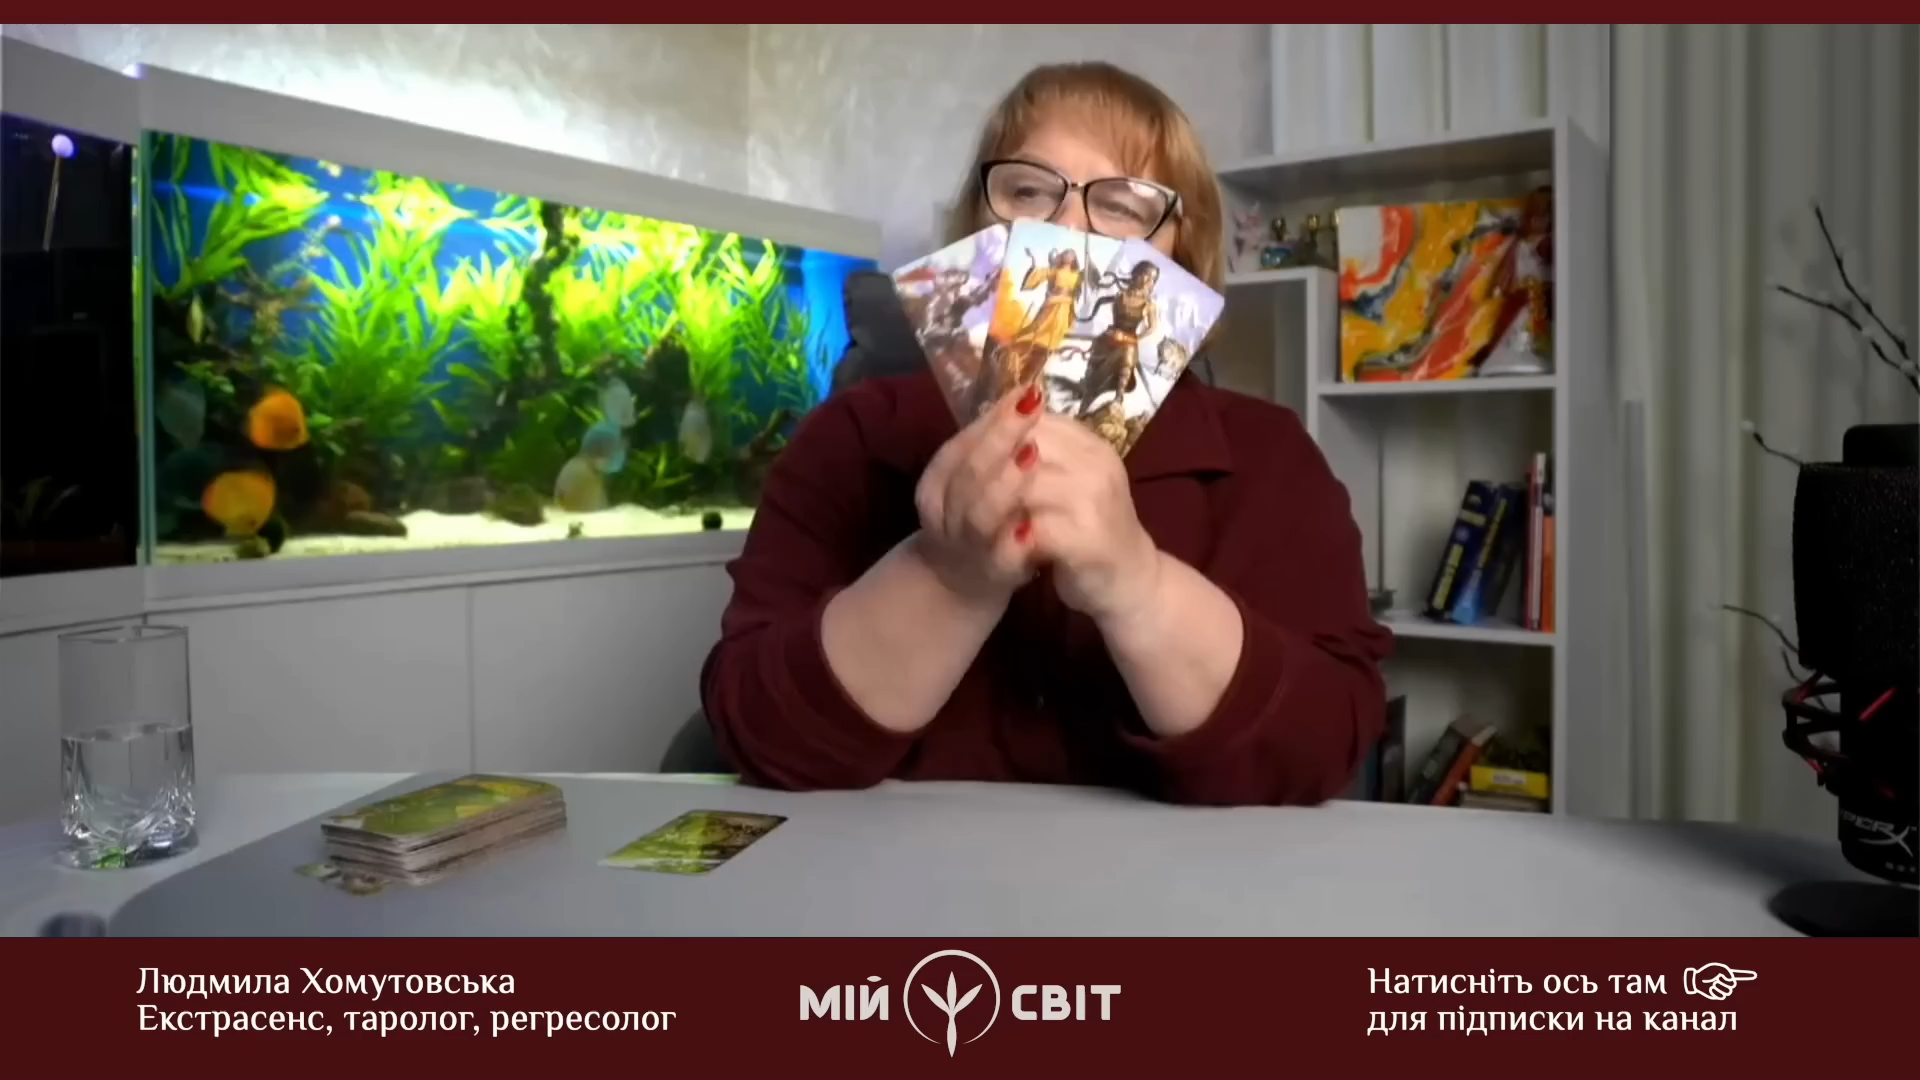 Людмила Хомутовська
Екстрасенс, таролог, регресолог
МІЙ СВІТ
Натисніть ось там
для підписки на канал